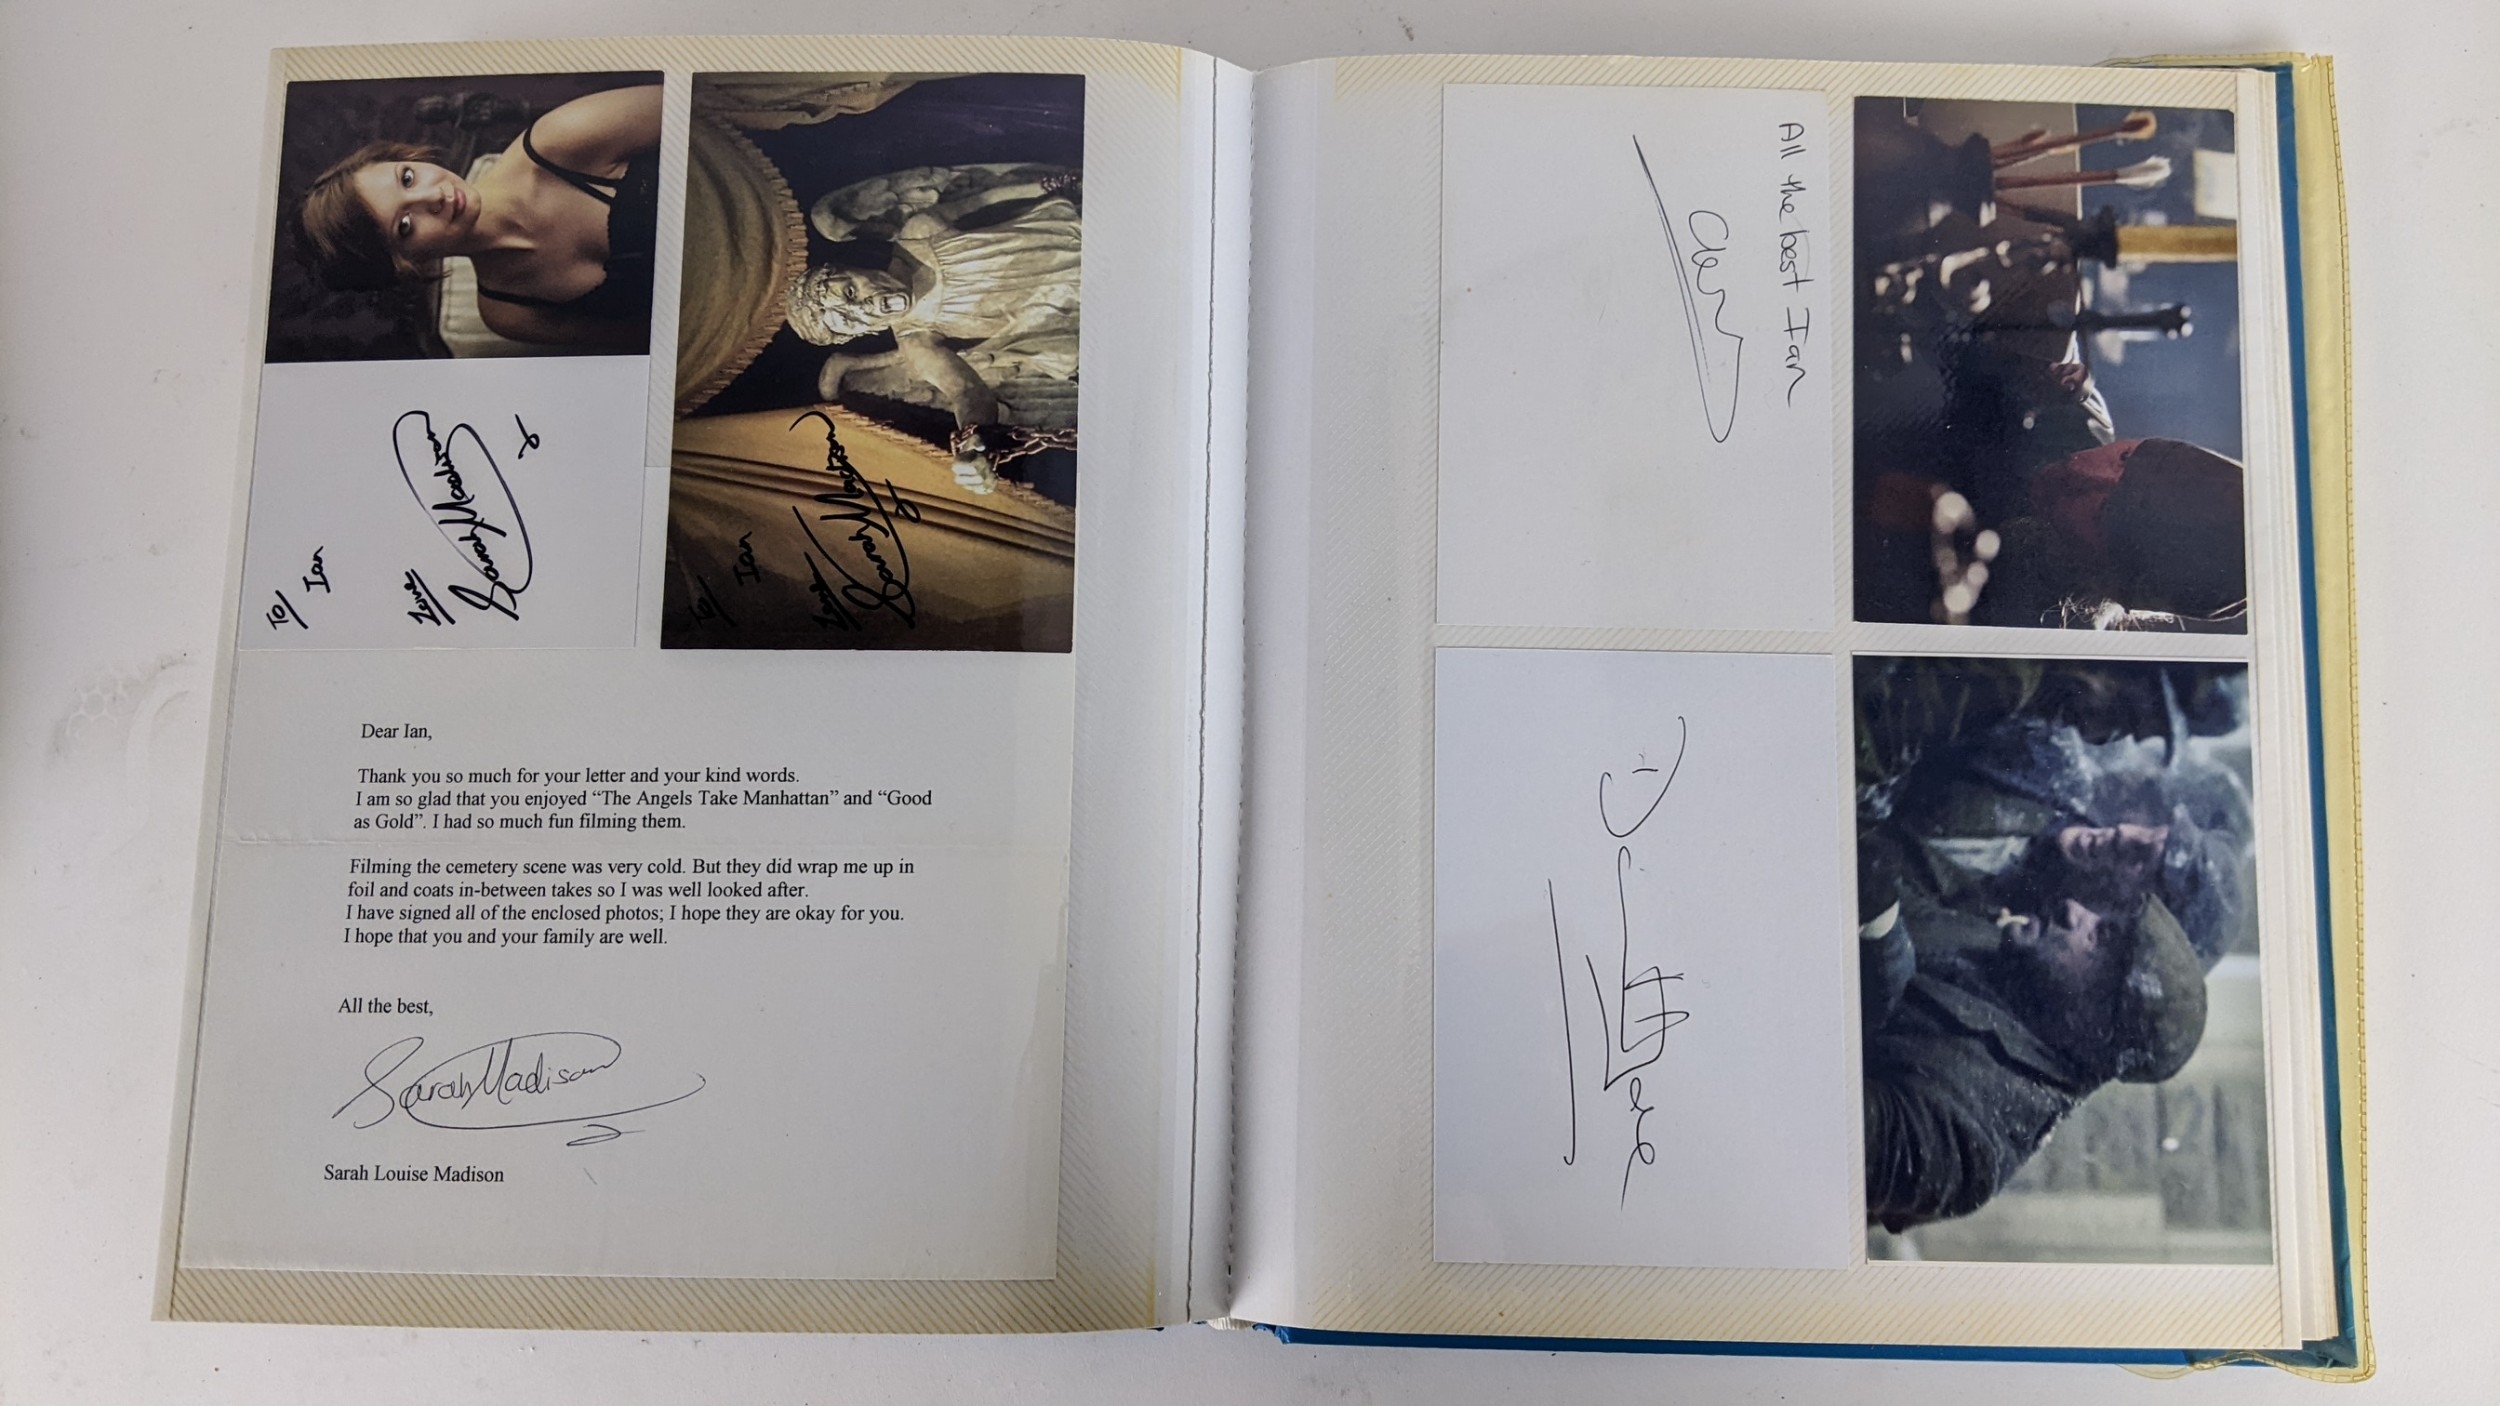 To/
Ian
Love
Sarah Madison
To/
Ian
Love
Sarah Madison
Dear Ian,
Thank you so much for your letter and your kind words.
I am so glad that you enjoyed “The Angels Take Manhattan” and “Good
as Gold”. I had so much fun filming them.
Filming the cemetery scene was very cold. But they did wrap me up in
foil and coats in-between takes so I was well looked after.
I have signed all of the enclosed photos; I hope they are okay for you.
I hope that you and your family are well.
All the best,
Sarah Madison
Sarah Louise Madison
All the best Ian